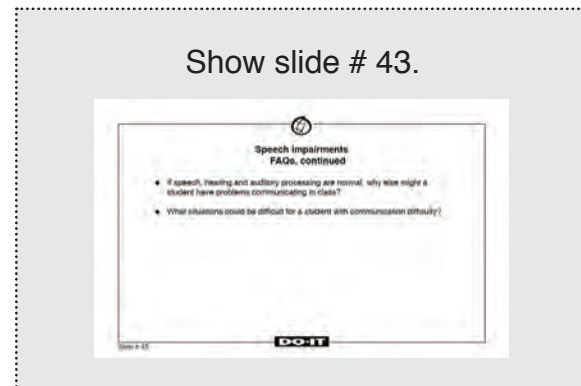 Show slide # 43.
Speech Impairments
FAQs, continued
If speech, hearing and auditory processing are normal, why else might a
student have problems communicating in class?
What situations could be difficult for a student with communication difficulty?
DO-IT
Slide # 43